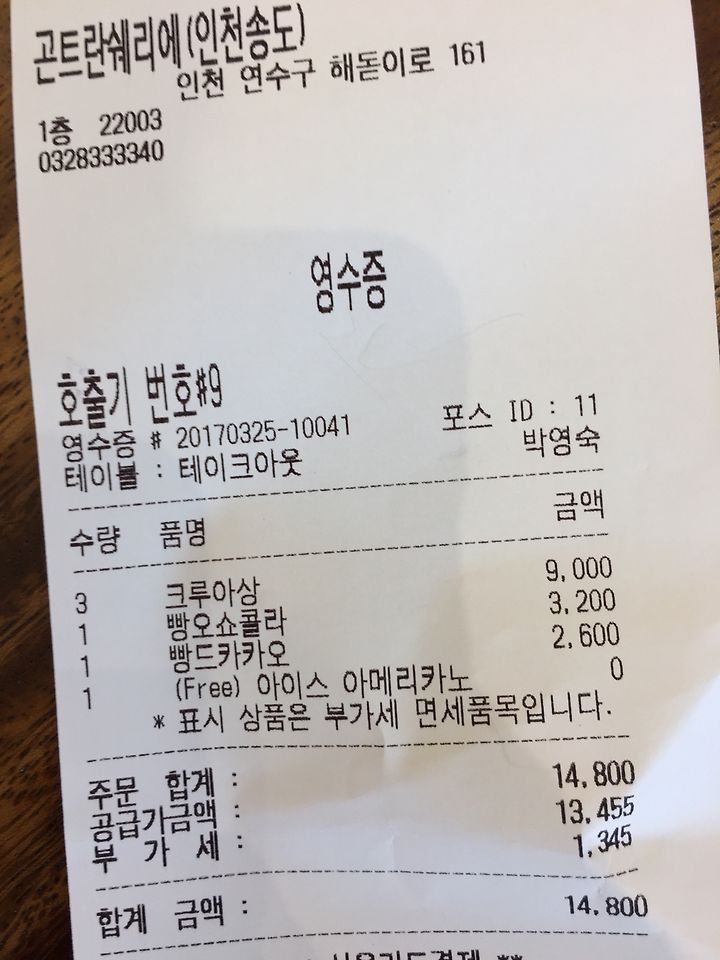 곤트란쉐리에(인천송도)
인천 연수구 해돋이로 161
1층 22003
0328333340
영수증
호출기 번호#9
영수증 # 20170325-10041 포스 ID : 11
테이블 : 테이크아웃 박영숙
수량 품명 금액
3 크루아상 9,000
1 빵오쇼콜라 3,200
1 빵드카카오 2,600
1 (Free) 아이스 아메리카노 0
* 표시 상품은 부가세 면세품목입니다.
주문 합계 : 14,800
공급가금액 : 13,455
부 가 세 : 1,345
합계 금액 : 14,800